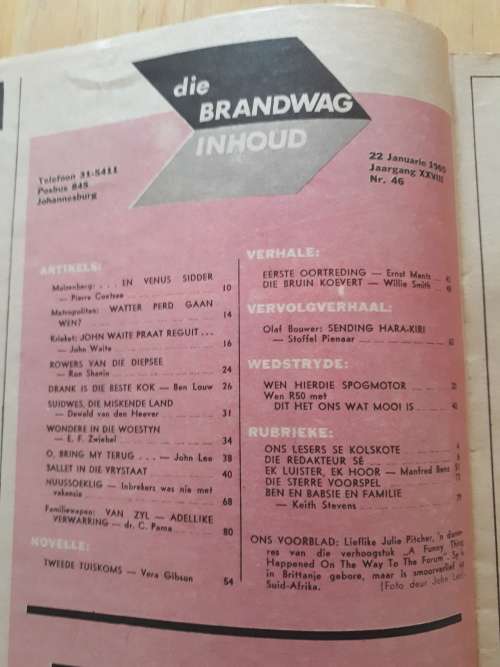 die
BRANDWAG
INHOUD
Telefoon 31-5411
Posbus 845
Johannesburg
22 Januarie 1965
Jaargang XXVIII
Nr. 46
ARTIKELS:
Muizenberg: . . . EN VENUS SIDDER
— Pierre Coetzee 10
Metropolitan: WATTER PERD GAAN
WEN? 14
Krieket: JOHN WAITE PRAAT REGUIT . . .
— John Waite 16
ROWERS VAN DIE DIEPSEE
— Ron Shanin 24
DRANK IS DIE BESTE KOK — Ben Louw 26
SUIDWES, DIE MISKENDE LAND
— Dewald van den Heever 31
WONDERE IN DIE WOESTYN
— E. F. Zwiebel 34
O, BRING MY TERUG . . . — John Lee 38
BALLET IN DIE VRYSTAAT 40
NUUSSOEKLIG — Inbrekers was nie met
vakansie 68
Familiewapen: VAN ZYL — ADELLIKE
VERWARRING — dr. C. Pama 80
NOVELLE:
TWEEDE TUISKOMS — Vera Gibson 54
VERHALE:
EERSTE OORTREDING — Ernst Mentz
DIE BRUIN KOEVERT — Willie Smith
VERVOLGVERHAAL:
Olaf Bouwer: SENDING HARA-KIRI
— Stoffel Pienaar
WEDSTRYDE:
WEN HIERDIE SPOGMOTOR
Wen R50 met
DIT HET ONS WAT MOOI IS
RUBRIEKE:
ONS LESERS SE KOLSKOTE
DIE REDAKTEUR SÊ
EK LUISTER, EK HOOR — Manfred
DIE STERRE VOORSPEL
BEN EN BABSIE EN FAMILIE
— Keith Stevens
ONS VOORBLAD: Lieflike Julie Pitcher, 'n
res van die verhoogstuk „A Funny Thing
Happened On The Way To The Forum".
in Brittanje gebore, maar is smoorverlief
Suid-Afrika. (Foto deur John